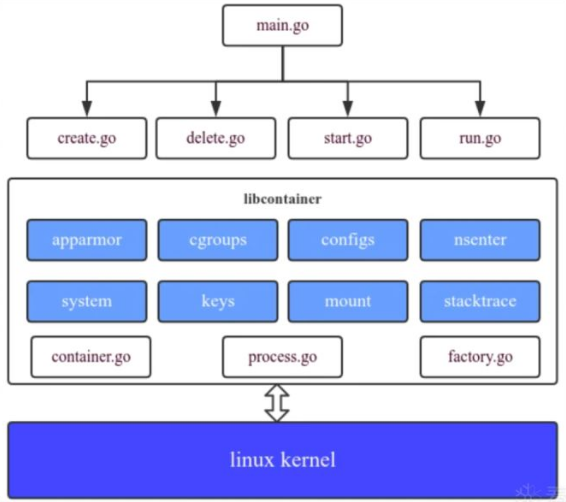 main.go
create.go
delete.go
start.go
run.go
libcontainer
apparmor
cgroups
configs
nsenter
system
keys
mount
stacktrace
container.go
process.go
factory.go
linux kernel